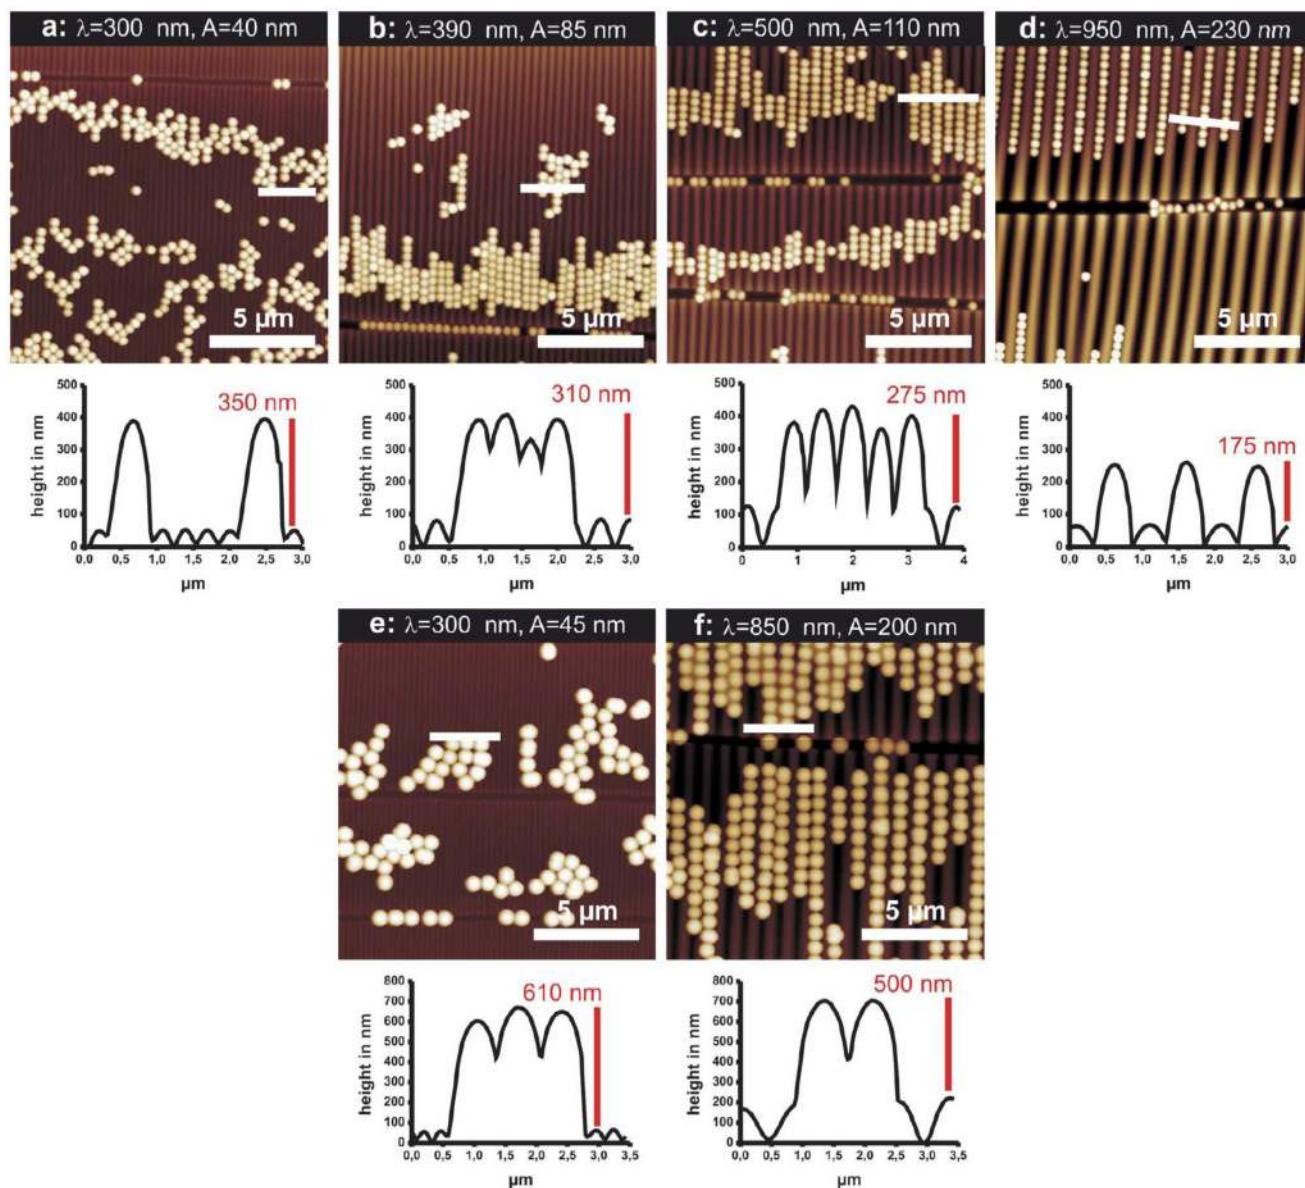 a: λ=300 nm, A=40 nm
b: λ=390 nm, A=85 nm
c: λ=500 nm, A=110 nm
d: λ=950 nm, A=230 nm
5 µm
5 µm
5 µm
5 µm
height in nm
500
400
300
200
100
0
350 nm
0,0 0,5 1,0 1,5 2,0 2,5 3,0
µm
height in nm
500
400
300
200
100
0
310 nm
0,0 0,5 1,0 1,5 2,0 2,5 3,0
µm
height in nm
500
400
300
200
100
0
275 nm
0 1 2 3 4
µm
height in nm
500
400
300
200
100
0
175 nm
0,0 0,5 1,0 1,5 2,0 2,5 3,0
µm
e: λ=300 nm, A=45 nm
f: λ=850 nm, A=200 nm
5 µm
5 µm
height in nm
800
700
600
500
400
300
200
100
0
610 nm
0,0 0,5 1,0 1,5 2,0 2,5 3,0 3,5
µm
height in nm
800
700
600
500
400
300
200
100
0
500 nm
0,0 0,5 1,0 1,5 2,0 2,5 3,0 3,5
µm